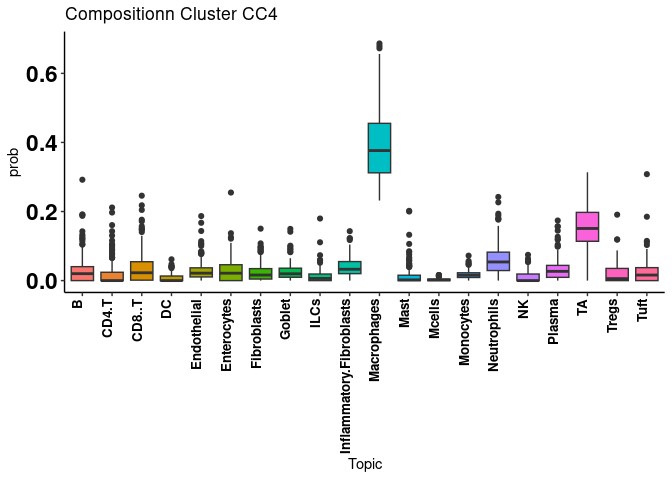 Compositionn Cluster CC4
prob
0.6
0.4
0.2
0.0
B
CD4.T
CD8..T
DC
Endothelial
Enterocytes
Fibroblasts
Goblet
ILCs
Inflammatory.Fibroblasts
Macrophages
Mast
Mcells
Monocytes
Neutrophils
NK
Plasma
TA
Tregs
Tuft
Topic